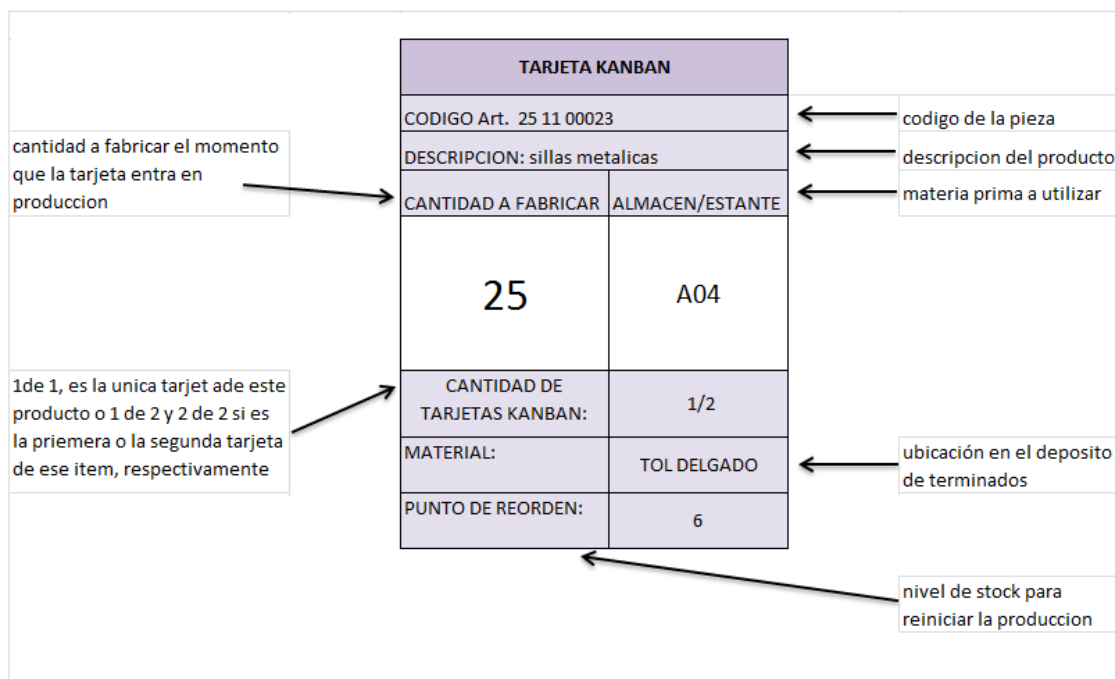 TARJETA KANBAN
CODIGO Art. 25 11 00023
codigo de la pieza
cantidad a fabricar el momento
que la tarjeta entra en
produccion
DESCRIPCION: sillas metalicas
descripcion del producto
CANTIDAD A FABRICAR
ALMACEN/ESTANTE
materia prima a utilizar
25
A04
1de 1, es la unica tarjet ade este
producto o 1 de 2 y 2 de 2 si es
la priemera o la segunda tarjeta
de ese item, respectivamente
CANTIDAD DE
TARJETAS KANBAN:
1/2
MATERIAL:
TOL DELGADO
ubicación en el deposito
de terminados
PUNTO DE REORDEN:
6
nivel de stock para
reiniciar la produccion